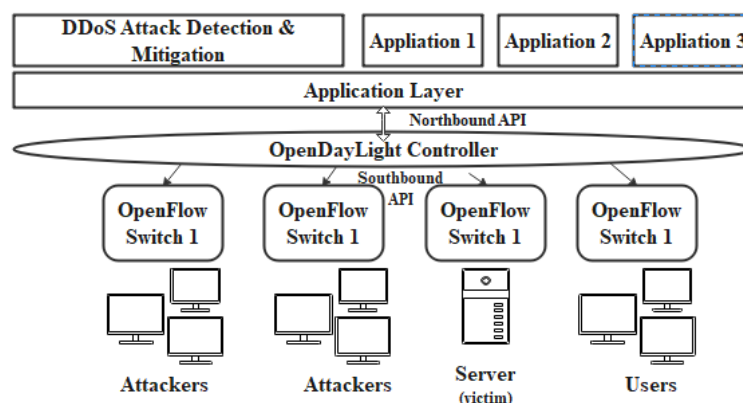 DDoS Attack Detection &
Mitigation
Appliation 1
Appliation 2
Appliation 3
Application Layer
Northbound API
OpenDayLight Controller
Southbound
API
OpenFlow
Switch 1
OpenFlow
Switch 1
OpenFlow
Switch 1
OpenFlow
Switch 1
Attackers
Attackers
Server
(victim)
Users